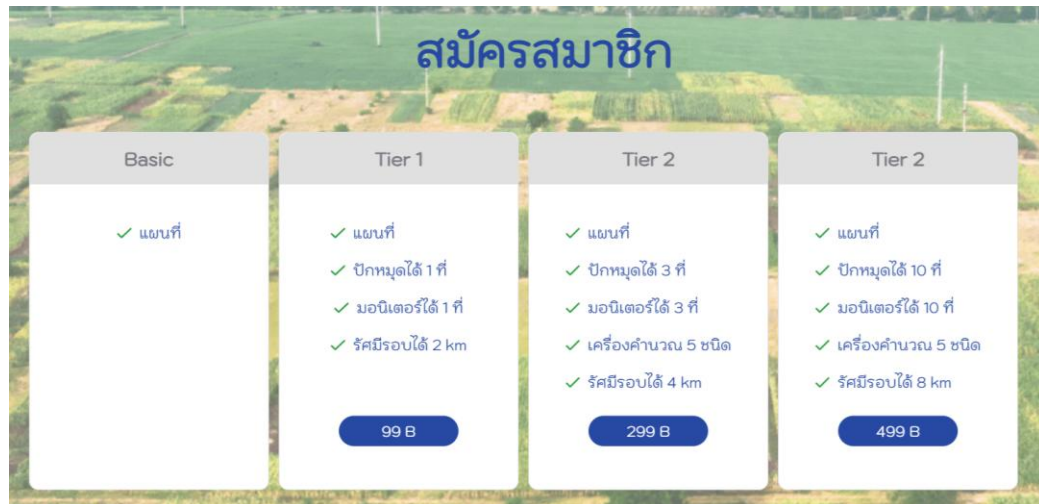 สมัครสมาชิก
Basic
แผนที่
Tier 1
แผนที่
ปักหมุดได้ 1 ที่
มอนิเตอร์ได้ 1 ที่
รัศมีรอบได้ 2 km
99 B
Tier 2
แผนที่
ปักหมุดได้ 3 ที่
มอนิเตอร์ได้ 3 ที่
เครื่องคำนวณ 5 ชนิด
รัศมีรอบได้ 4 km
299 B
Tier 2
แผนที่
ปักหมุดได้ 10 ที่
มอนิเตอร์ได้ 10 ที่
เครื่องคำนวณ 5 ชนิด
รัศมีรอบได้ 8 km
499 B